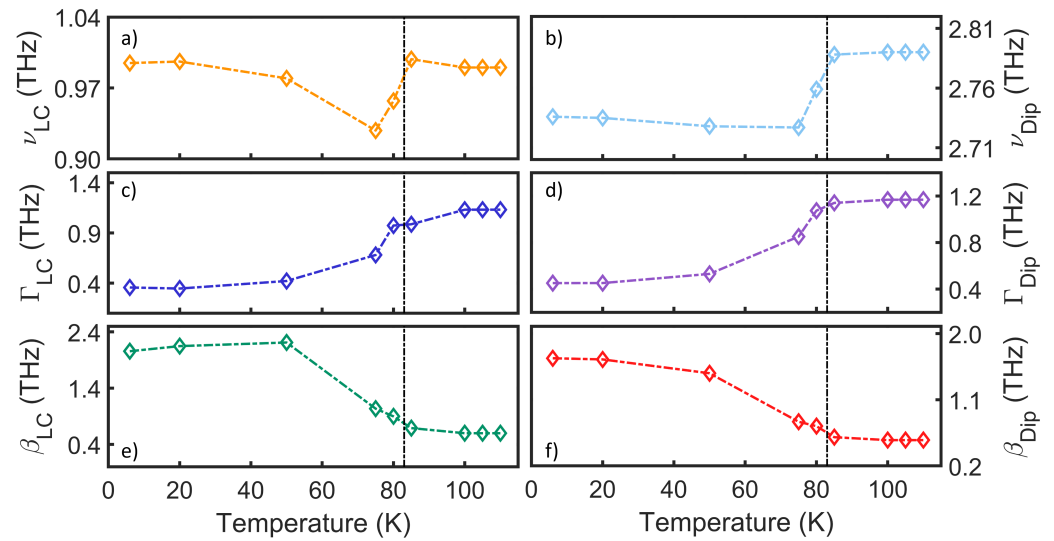 1.04
0.97
0.90
ν_LC (THz)
a)
b)
2.81
2.76
2.71
ν_Dip (THz)
1.4
0.9
0.4
Γ_LC (THz)
c)
d)
1.2
0.8
0.4
Γ_Dip (THz)
2.4
1.4
0.4
β_LC (THz)
e)
f)
2.0
1.1
0.2
β_Dip (THz)
0 20 40 60 80 100
0 20 40 60 80 100
Temperature (K)
Temperature (K)